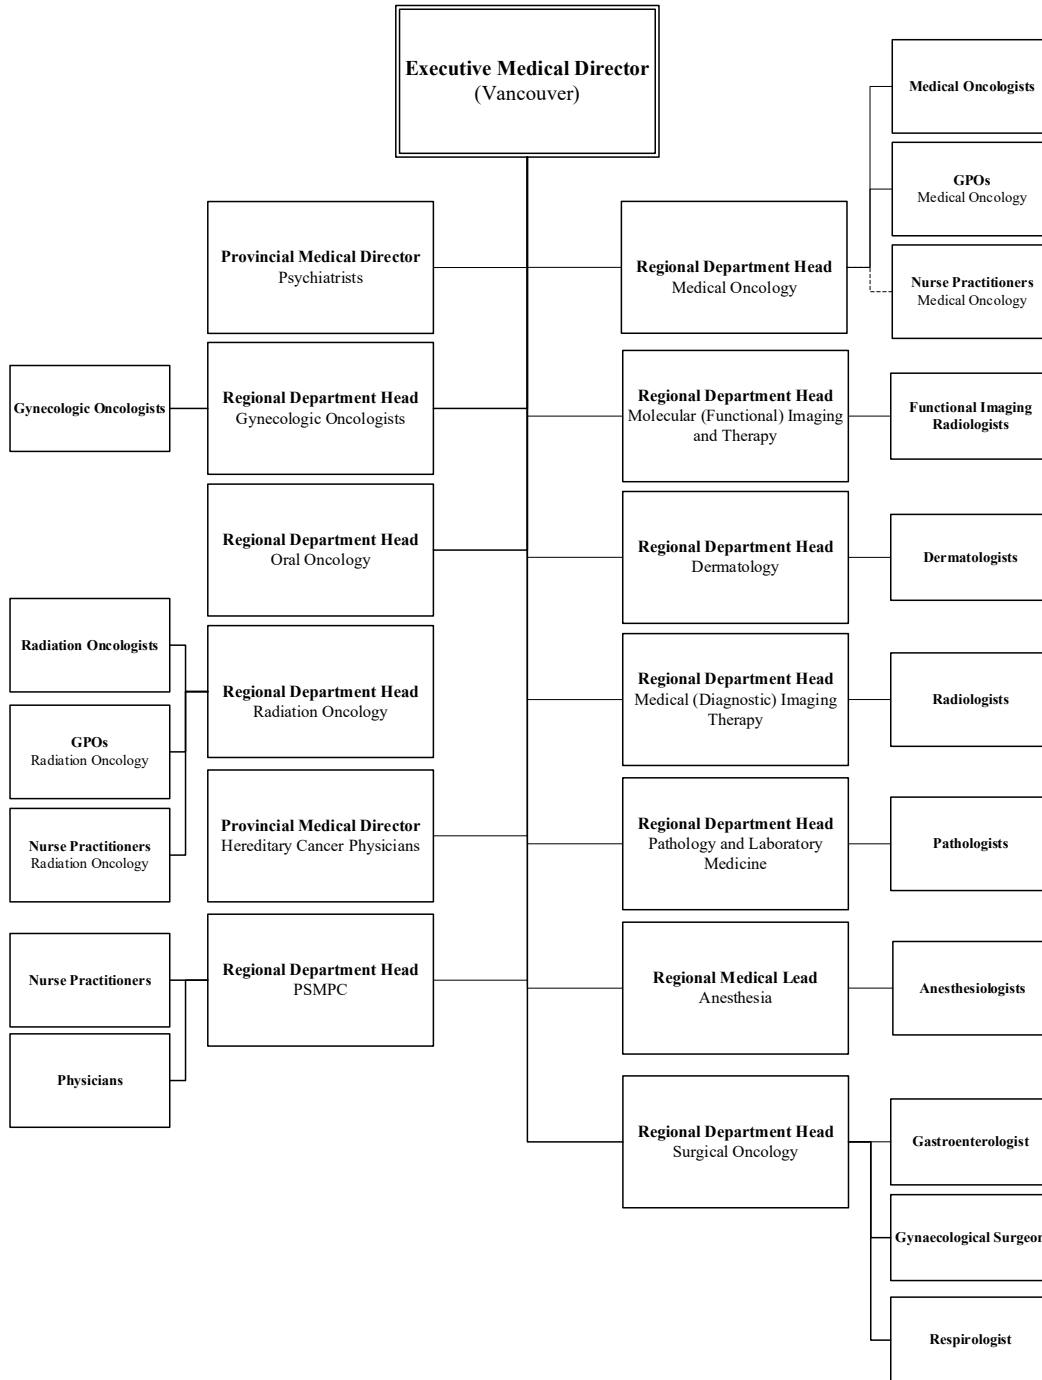 Executive Medical Director
(Vancouver)
Medical Oncologists
GPOs
Medical Oncology
Nurse Practitioners
Medical Oncology
Provincial Medical Director
Psychiatrists
Regional Department Head
Medical Oncology
Gynecologic Oncologists
Regional Department Head
Gynecologic Oncologists
Regional Department Head
Molecular (Functional) Imaging
and Therapy
Functional Imaging
Radiologists
Regional Department Head
Oral Oncology
Regional Department Head
Dermatology
Dermatologists
Radiation Oncologists
GPOs
Radiation Oncology
Nurse Practitioners
Radiation Oncology
Regional Department Head
Radiation Oncology
Regional Department Head
Medical (Diagnostic) Imaging
Therapy
Radiologists
Provincial Medical Director
Hereditary Cancer Physicians
Regional Department Head
Pathology and Laboratory
Medicine
Pathologists
Nurse Practitioners
Physicians
Regional Department Head
PSMPC
Regional Medical Lead
Anesthesia
Anesthesiologists
Regional Department Head
Surgical Oncology
Gastroenterologist
Gynaecological Surgeon
Respirologist